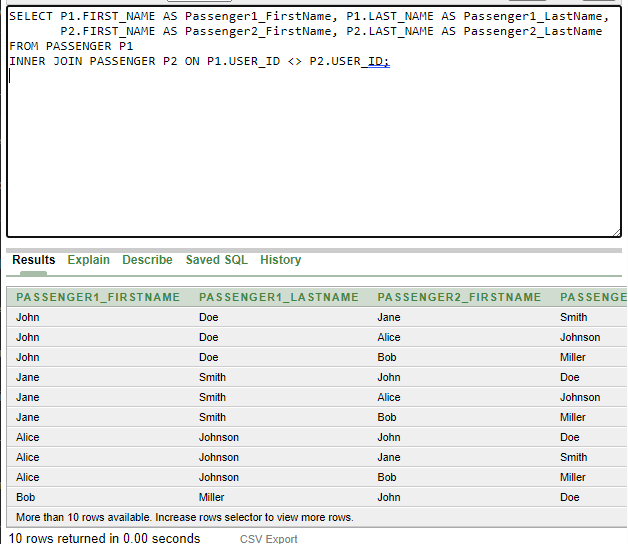 SELECT P1.FIRST_NAME AS Passenger1_FirstName, P1.LAST_NAME AS Passenger1_LastName,
P2.FIRST_NAME AS Passenger2_FirstName, P2.LAST_NAME AS Passenger2_LastName
FROM PASSENGER P1
INNER JOIN PASSENGER P2 ON P1.USER_ID <> P2.USER_ID;
Results Explain Describe Saved SQL History
PASSENGER1_FIRSTNAME PASSENGER1_LASTNAME PASSENGER2_FIRSTNAME PASSENGE
John Doe Jane Smith
John Doe Alice Johnson
John Doe Bob Miller
Jane Smith John Doe
Jane Smith Alice Johnson
Jane Smith Bob Miller
Alice Johnson John Doe
Alice Johnson Jane Smith
Alice Johnson Bob Miller
Bob Miller John Doe
More than 10 rows available. Increase rows selector to view more rows.
10 rows returned in 0.00 seconds CSV Export